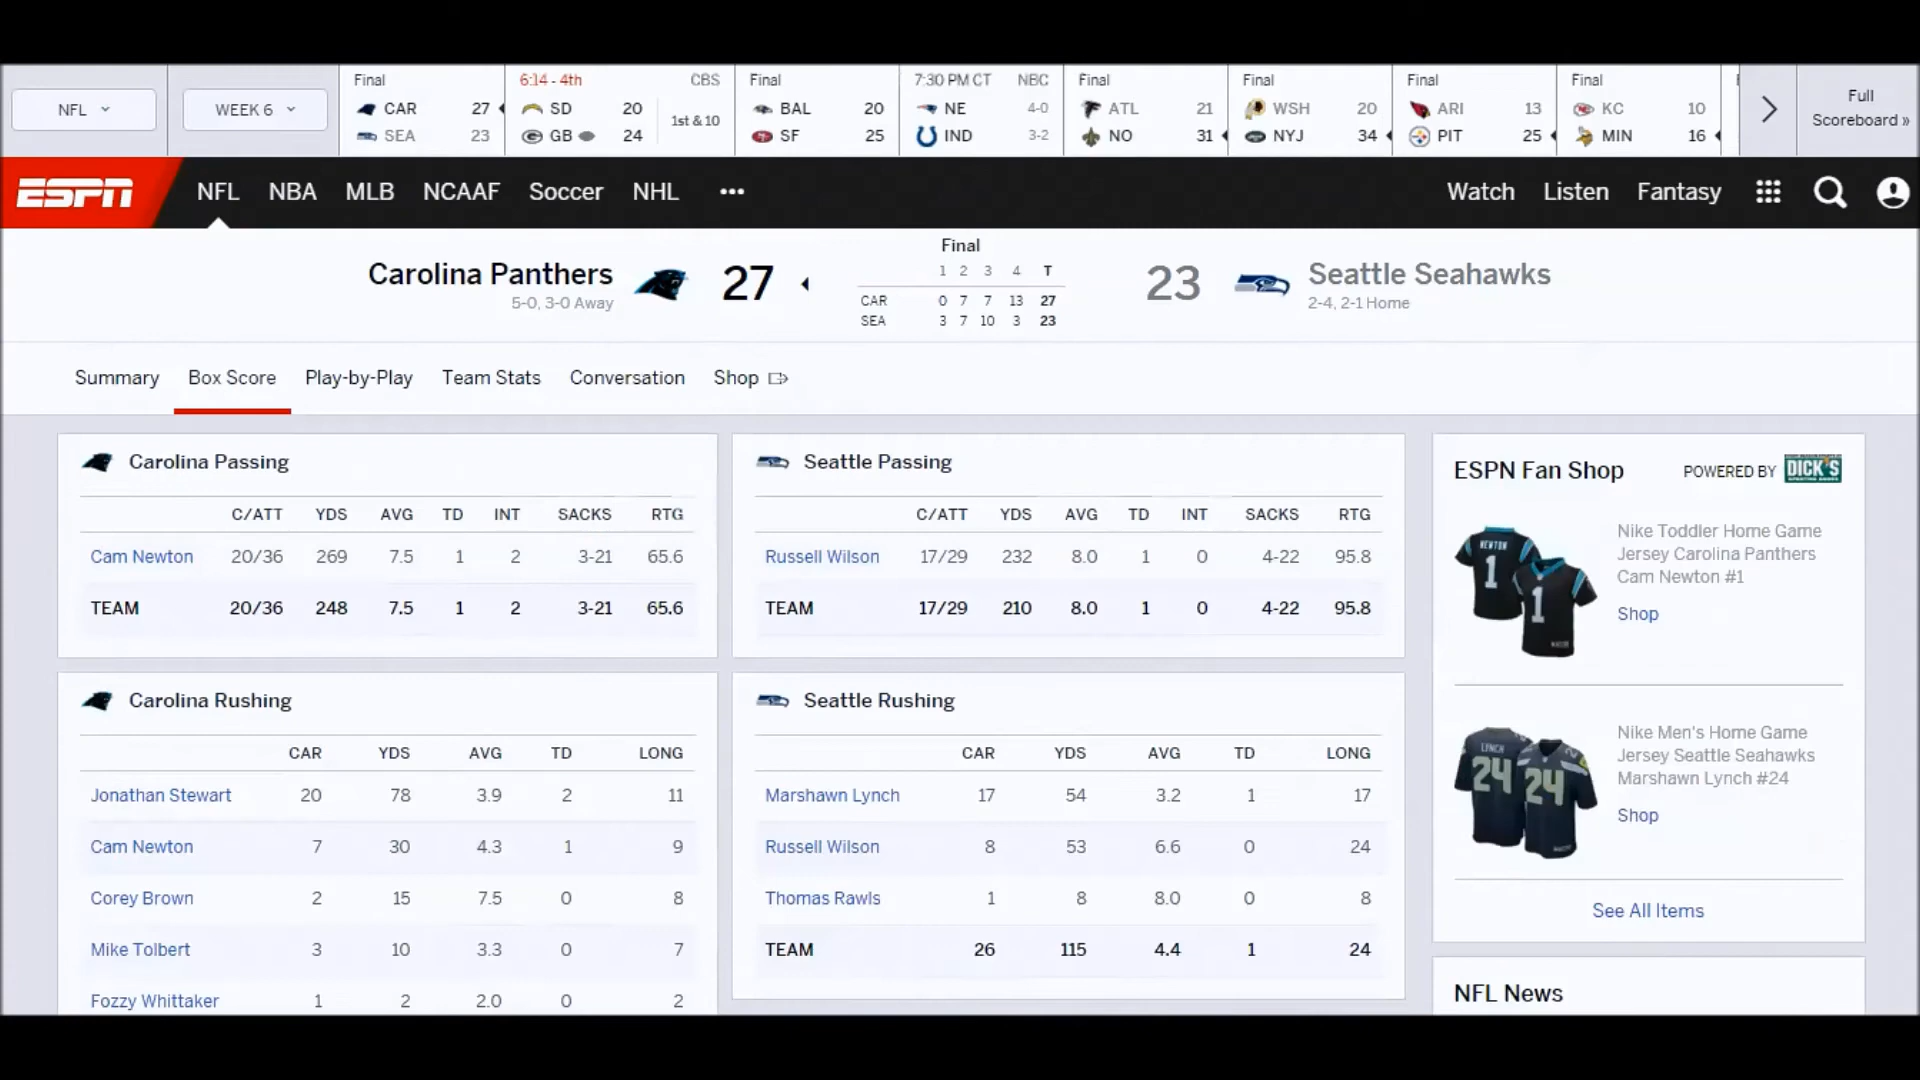 NFL
WEEK 6
Final
CAR 27
SEA 23
6:14 - 4th CBS
SD 20
GB 24
1st & 10
Final
BAL 20
SF 25
7:30 PM CT NBC
NE 4-0
IND 3-2
Final
ATL 21
NO 31
Final
WSH 20
NYJ 34
Final
ARI 13
PIT 25
Final
KC 10
MIN 16
Full
Scoreboard »
ESPN NFL NBA MLB NCAAF Soccer NHL ••• Watch Listen Fantasy
Carolina Panthers 27
5-0, 3-0 Away
Final
1 2 3 4 T
CAR 0 7 7 13 27
SEA 3 7 10 3 23
23 Seattle Seahawks
2-4, 2-1 Home
Summary Box Score Play-by-Play Team Stats Conversation Shop
Carolina Passing
C/ATT YDS AVG TD INT SACKS RTG
Cam Newton 20/36 269 7.5 1 2 3-21 65.6
TEAM 20/36 248 7.5 1 2 3-21 65.6
Seattle Passing
C/ATT YDS AVG TD INT SACKS RTG
Russell Wilson 17/29 232 8.0 1 0 4-22 95.8
TEAM 17/29 210 8.0 1 0 4-22 95.8
Carolina Rushing
CAR YDS AVG TD LONG
Jonathan Stewart 20 78 3.9 2 11
Cam Newton 7 30 4.3 1 9
Corey Brown 2 15 7.5 0 8
Mike Tolbert 3 10 3.3 0 7
Fozzy Whittaker 1 2 2.0 0 2
Seattle Rushing
CAR YDS AVG TD LONG
Marshawn Lynch 17 54 3.2 1 17
Russell Wilson 8 53 6.6 0 24
Thomas Rawls 1 8 8.0 0 8
TEAM 26 115 4.4 1 24
ESPN Fan Shop POWERED BY DICK'S
NEWTON
1
1
Nike Toddler Home Game
Jersey Carolina Panthers
Cam Newton #1
Shop
LYNCH
24
24
Nike Men's Home Game
Jersey Seattle Seahawks
Marshawn Lynch #24
Shop
See All Items
NFL News